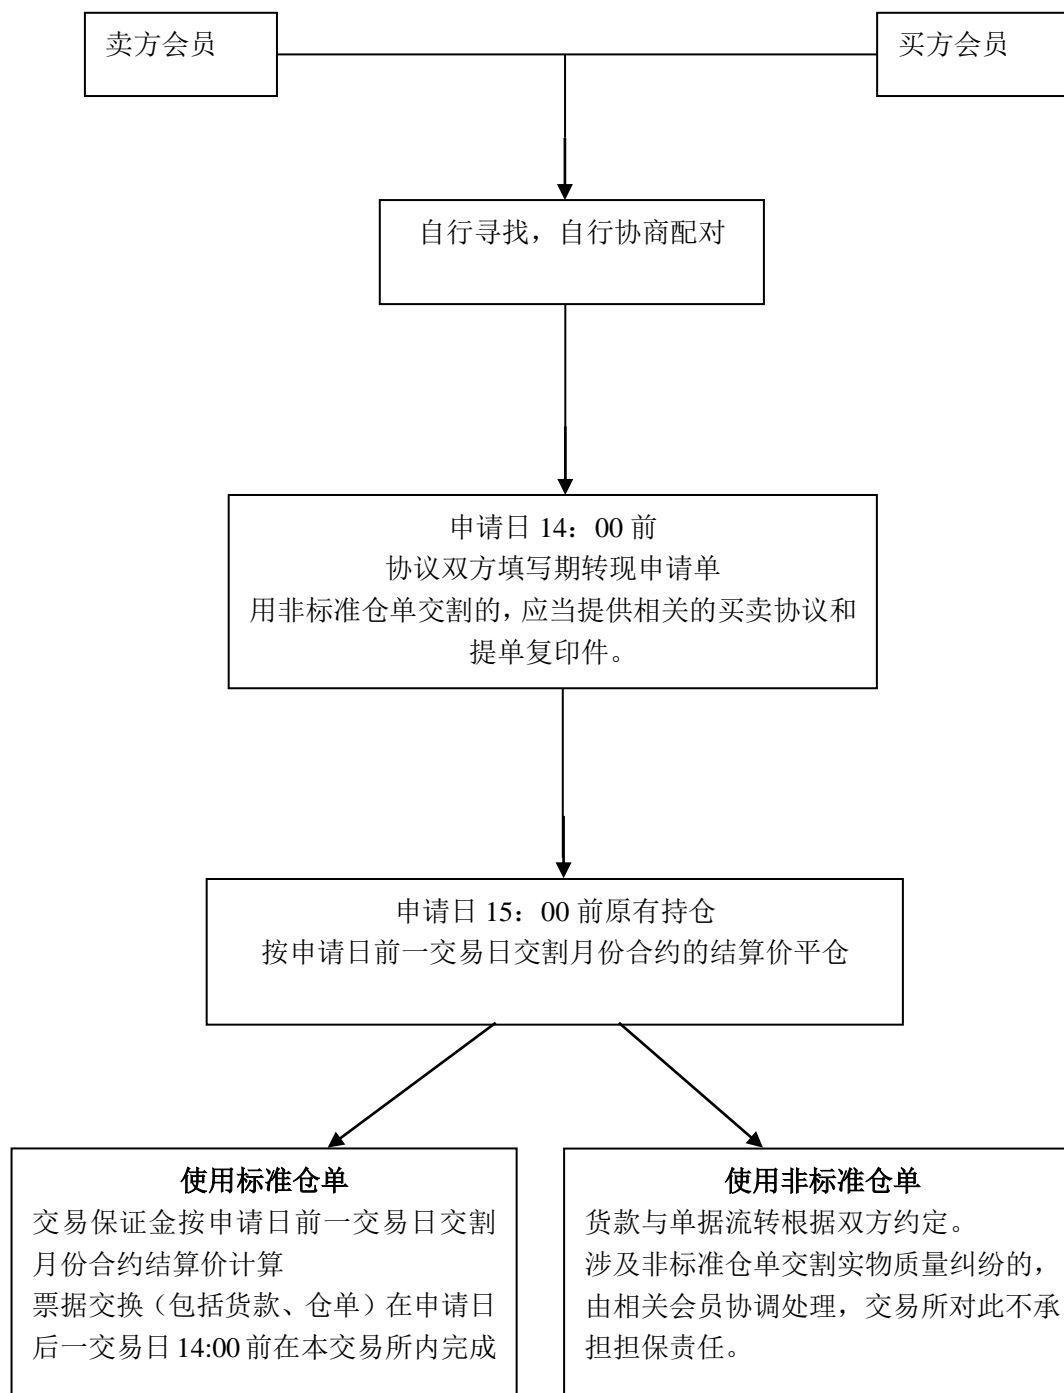 卖方会员
买方会员
自行寻找，自行协商配对
申请日 14：00 前
协议双方填写期转现申请单
用非标准仓单交割的，应当提供相关的买卖协议和
提单复印件。
申请日 15：00 前原有持仓
按申请日前一交易日交割月份合约的结算价平仓
使用标准仓单
交易保证金按申请日前一交易日交割
月份合约结算价计算
票据交换（包括货款、仓单）在申请日
后一交易日 14:00 前在本交易所内完成
使用非标准仓单
货款与单据流转根据双方约定。
涉及非标准仓单交割实物质量纠纷的，
由相关会员协调处理，交易所对此不承
担担保责任。